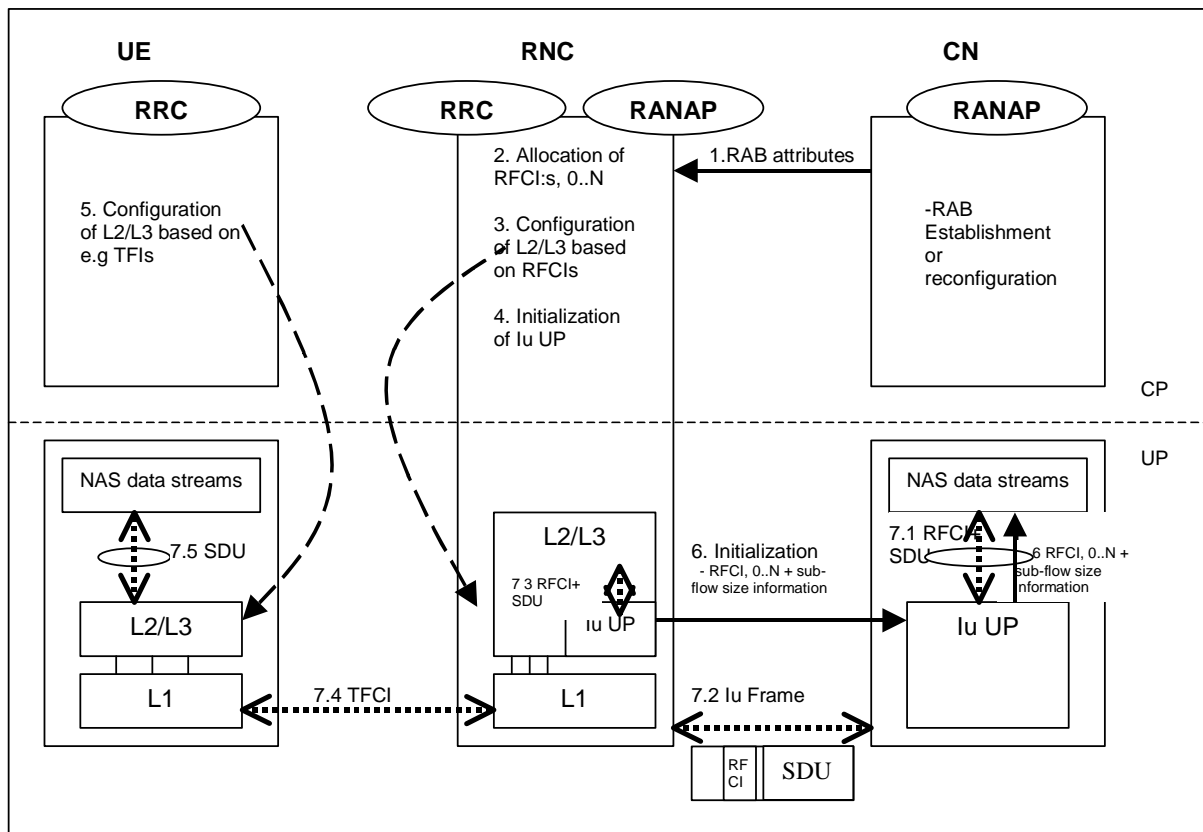 UE
RNC
CN
RRC
RRC
RANAP
RANAP
5. Configuration
of L2/L3 based on
e.g TFIs
2. Allocation of
RFCI:s, 0..N
3. Configuration
of L2/L3 based
on RFCIs
4. Initialization
of Iu UP
1.RAB attributes
-RAB
Establishment
or
reconfiguration
CP
UP
NAS data streams
7.5 SDU
L2/L3
L1
7.4 TFCI
L2/L3
7 3 RFCI+
SDU
Iu UP
L1
6. Initialization
- RFCI, 0..N + sub-
flow size information
7.2 Iu Frame
RF
CI
SDU
NAS data streams
7.1 RFCI+
SDU
6 RFCI, 0..N +
sub-flow size
information
Iu UP